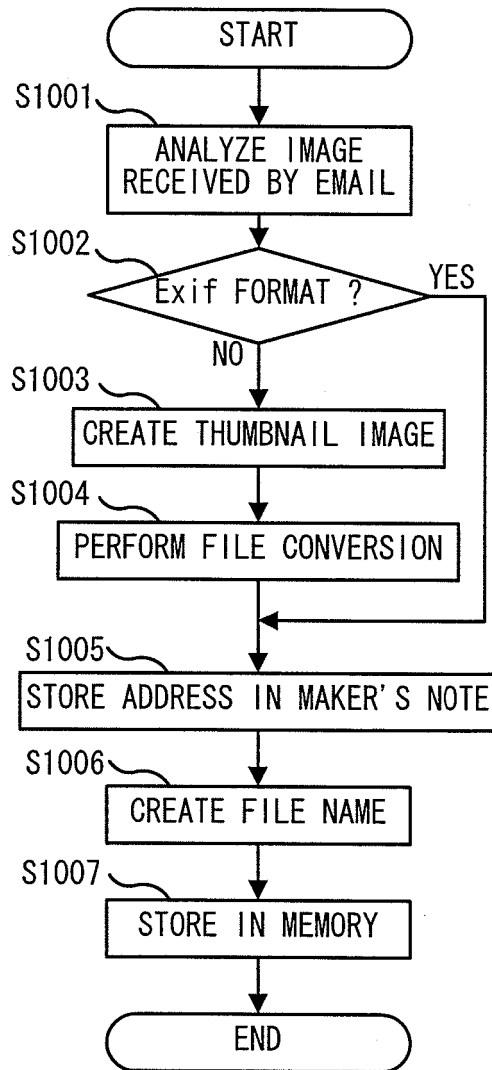 START
S1001
ANALYZE IMAGE
RECEIVED BY EMAIL
S1002
Exif FORMAT ?
YES
NO
S1003
CREATE THUMBNAIL IMAGE
S1004
PERFORM FILE CONVERSION
S1005
STORE ADDRESS IN MAKER'S NOTE
S1006
CREATE FILE NAME
S1007
STORE IN MEMORY
END